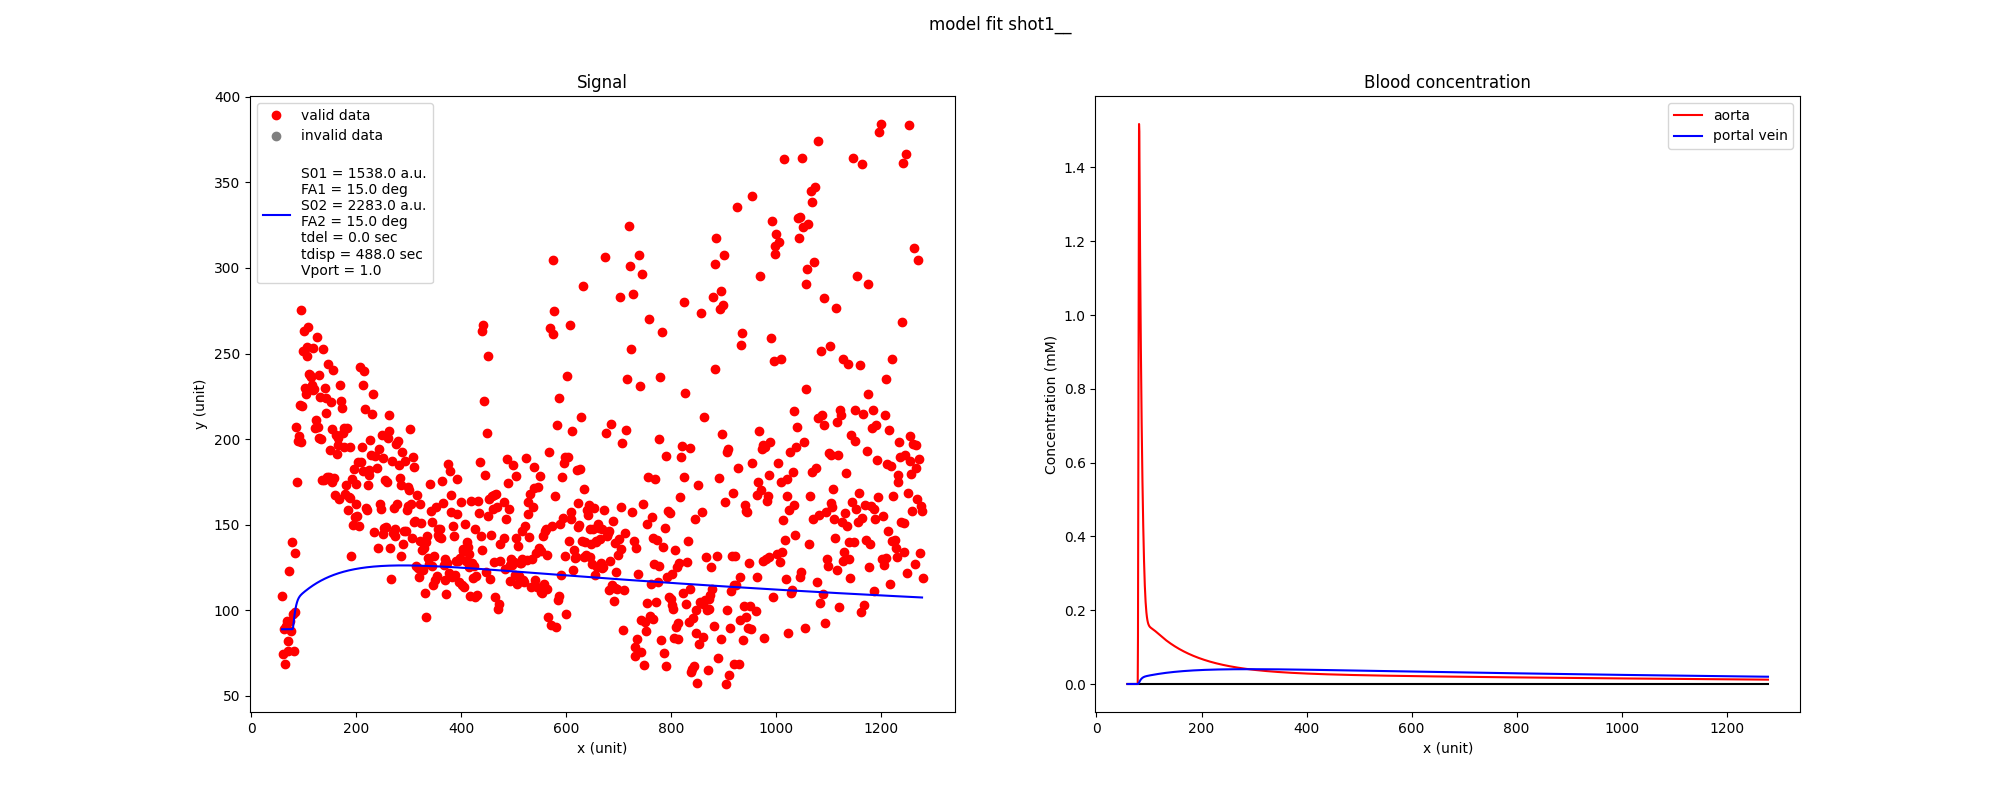 model fit shot1__
Signal
400
350
300
250
200
150
100
50
y (unit)
0
200
400
600
800
1000
1200
x (unit)
valid data
invalid data
S01 = 1538.0 a.u.
FA1 = 15.0 deg
S02 = 2283.0 a.u.
FA2 = 15.0 deg
tdel = 0.0 sec
tdisp = 488.0 sec
Vport = 1.0
Blood concentration
1.4
1.2
1.0
0.8
0.6
0.4
0.2
0.0
Concentration (mM)
0
200
400
600
800
1000
1200
x (unit)
aorta
portal vein